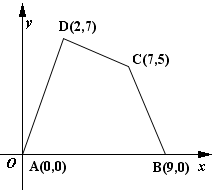 y
D(2,7)
C(7,5)
O
A(0,0)
B(9,0)
x